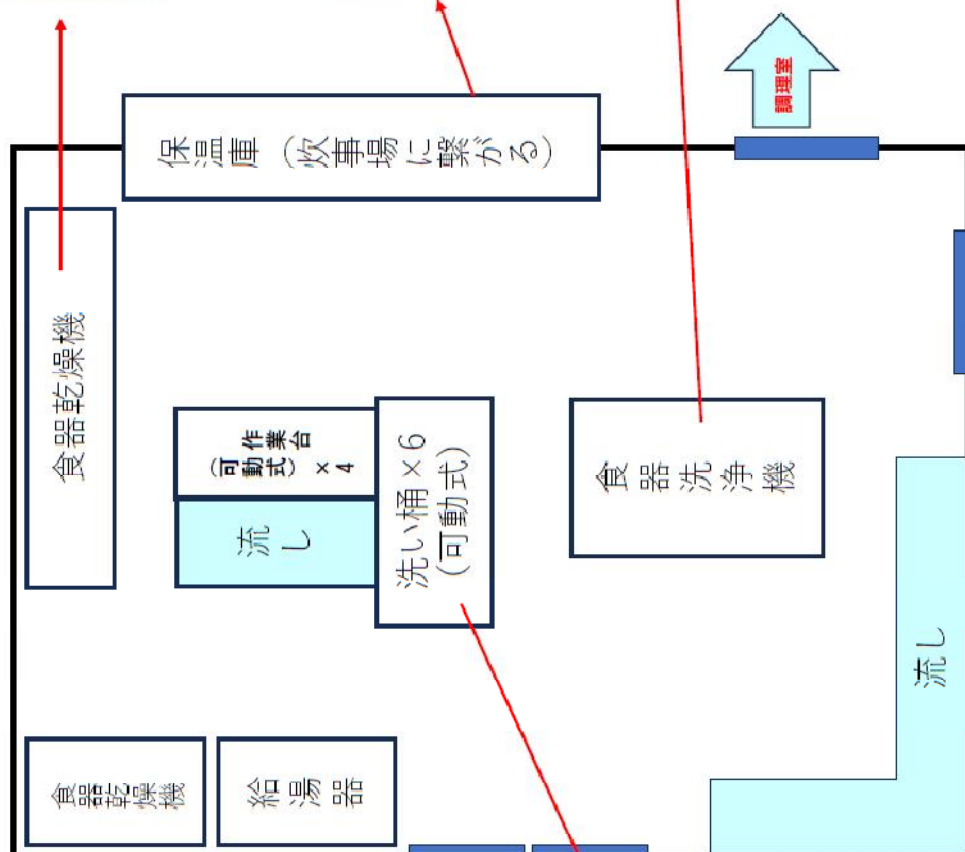 調理室
保温庫（炊事場に繋がる）
食器乾燥機
作業台
（可動式）×4
流し
洗い桶×6
（可動式）
食器洗浄機
流し
食器乾燥機
給湯器